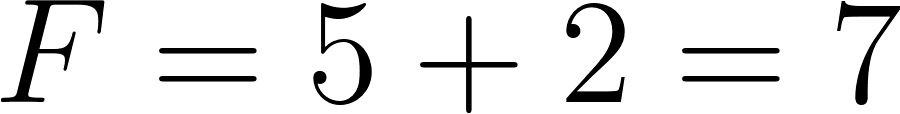 F = 5 + 2 = 7